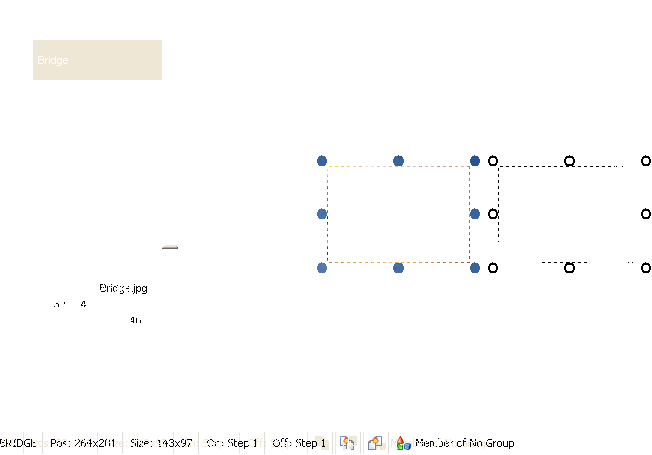 Bridge
Bridge.jpg
Pos: 264x201 Size: 143x97 On: Step 1 Off: Step 1 Member of No Group